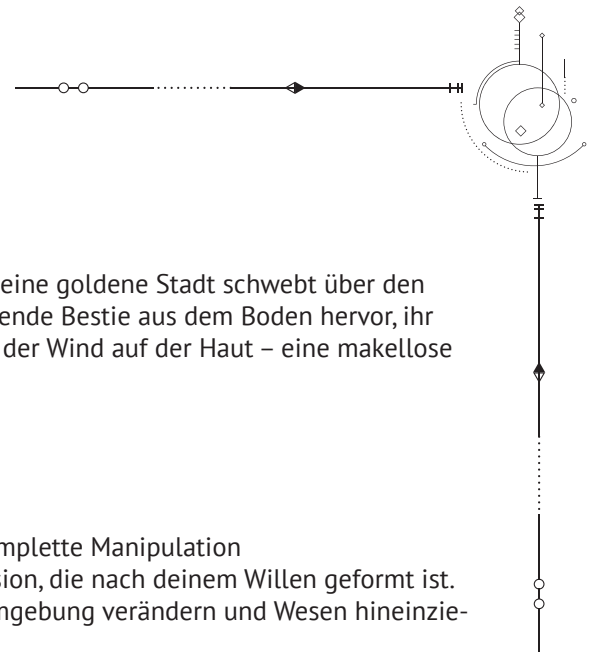 eine goldene Stadt schwebt über den
ende Bestie aus dem Boden hervor, ihr
der Wind auf der Haut – eine makellose
mplette Manipulation
sion, die nach deinem Willen geformt ist.
mgebung verändern und Wesen hineinzie-